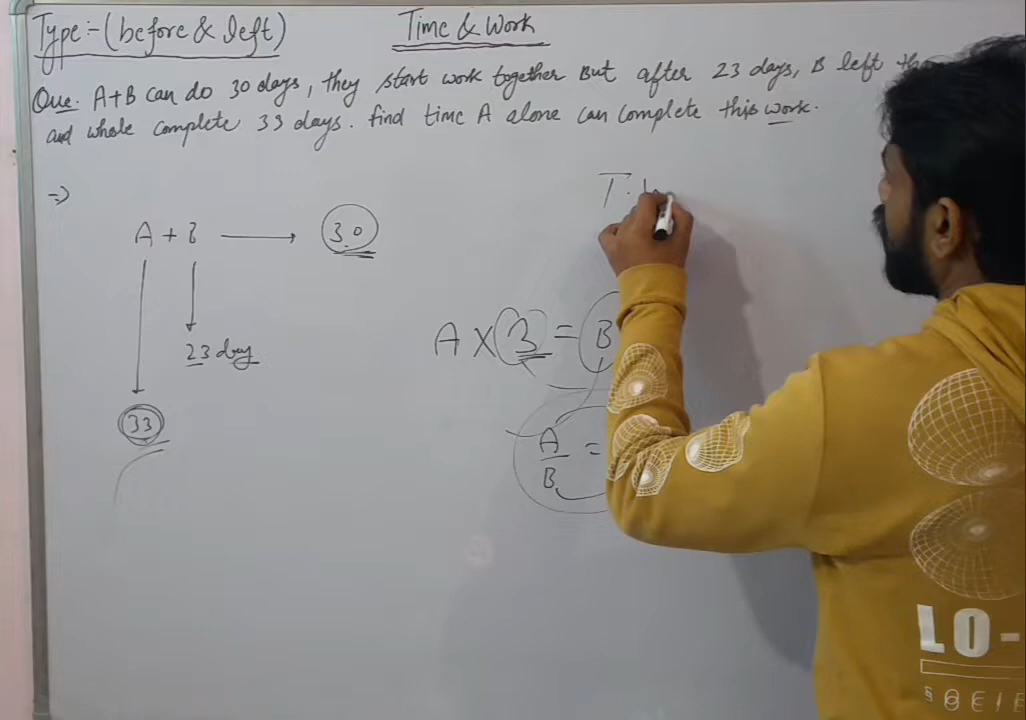 Type:-(before & left)
Time & Work
Que. A+B can do 30 days, they start work together But after 23 days, B left
and whole complete 33 days. find time A alone can complete this work.
=>
A + B → 30
23 day
33
A × 3 = B
A
B
=
T.
LO-